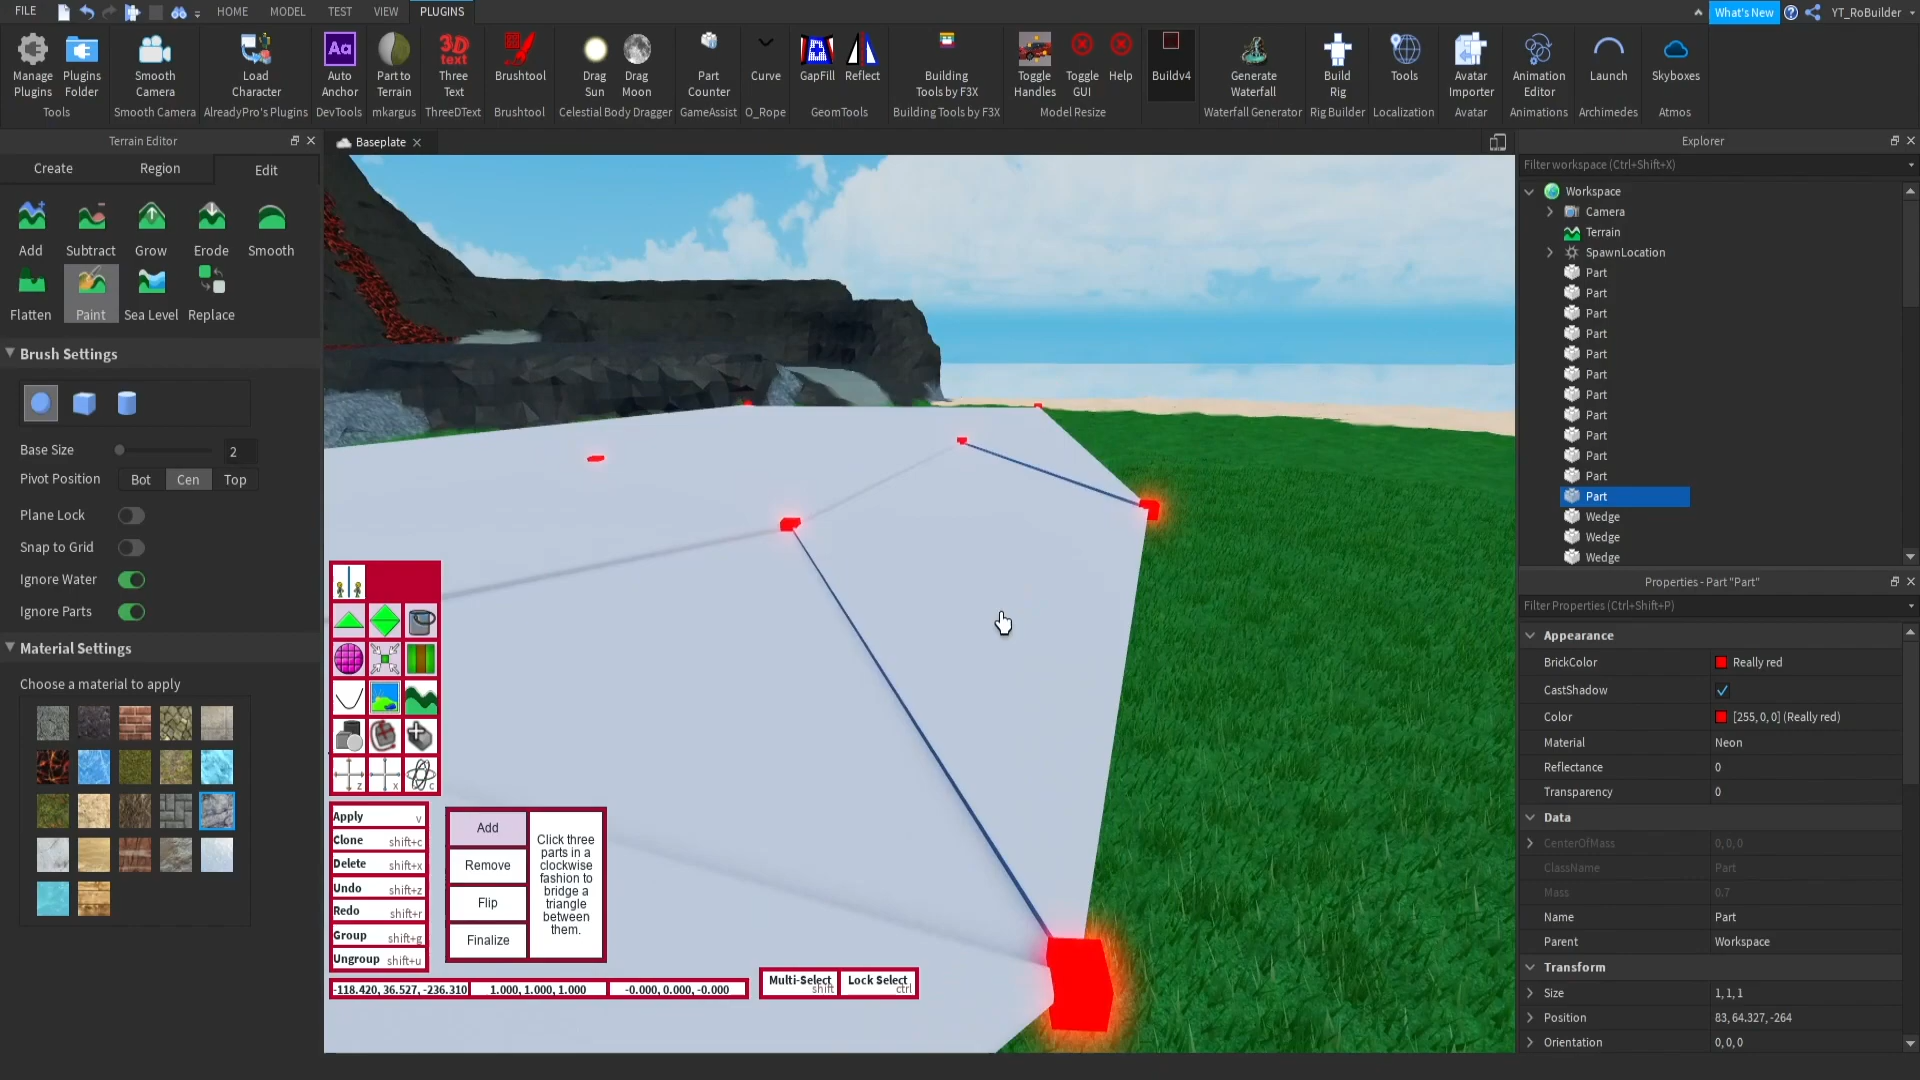 FILE
HOME
MODEL
TEST
VIEW
PLUGINS
What's New
YT_RoBuilder
Manage Plugins
Plugins Folder
Smooth Camera
Load Character
Auto Anchor
Part to Terrain
3D text
Three Text
Brushtool
Drag Sun
Drag Moon
Part Counter
Curve
GapFill
Reflect
Building Tools by F3X
Toggle Handles
Toggle GUI
Help
Buildv4
Generate Waterfall
Build Rig
Tools
Avatar Importer
Animation Editor
Launch
Skyboxes
Tools
Smooth Camera
AlreadyPro's Plugins
DevTools
mkargus
ThreeDText
Brushtool
Celestial Body Dragger
GameAssist
O_Rope
GeomTools
Building Tools by F3X
Model Resize
Waterfall Generator
Rig Builder
Localization
Avatar
Animations
Archimedes
Atmos
Terrain Editor
Create
Region
Edit
Add
Subtract
Grow
Erode
Smooth
Flatten
Paint
Sea Level
Replace
Brush Settings
Base Size
2
Pivot Position
Bot
Cen
Top
Plane Lock
Snap to Grid
Ignore Water
Ignore Parts
Material Settings
Choose a material to apply
Baseplate
z
x
c
Apply v
Clone shift+c
Delete shift+x
Undo shift+z
Redo shift+r
Group shift+g
Ungroup shift+u
Add
Remove
Flip
Finalize
Click three
parts in a
clockwise
fashion to
bridge a
triangle
between
them.
-118.420, 36.527, -236.310
1.000, 1.000, 1.000
-0.000, 0.000, -0.000
Multi-Select shift
Lock Select ctrl
Explorer
Filter workspace (Ctrl+Shift+X)
Workspace
Camera
Terrain
SpawnLocation
Part
Part
Part
Part
Part
Part
Part
Part
Part
Part
Part
Part
Wedge
Wedge
Wedge
Properties - Part "Part"
Filter Properties (Ctrl+Shift+P)
Appearance
BrickColor Really red
CastShadow
Color [255, 0, 0] (Really red)
Material Neon
Reflectance 0
Transparency 0
Data
CenterOfMass 0, 0, 0
ClassName Part
Mass 0.7
Name Part
Parent Workspace
Transform
Size 1, 1, 1
Position 83, 64.327, -264
Orientation 0, 0, 0